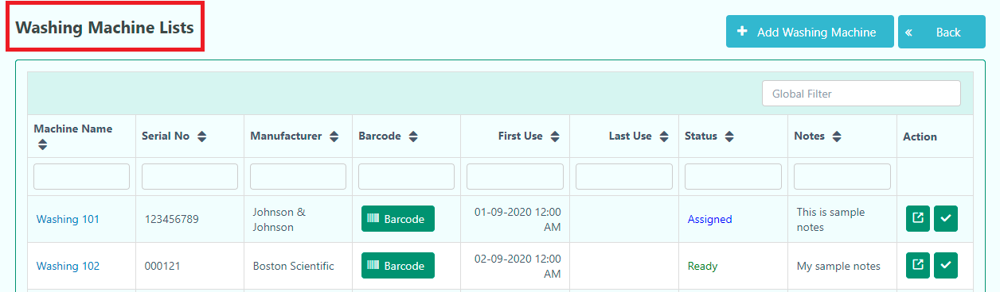 Washing Machine Lists
Add Washing Machine
Back
Global Filter
Machine Name Serial No Manufacturer Barcode First Use Last Use Status Notes Action
Washing 101 123456789 Johnson & Johnson Barcode 01-09-2020 12:00 AM Assigned This is sample notes
Washing 102 000121 Boston Scientific Barcode 02-09-2020 12:00 AM Ready My sample notes